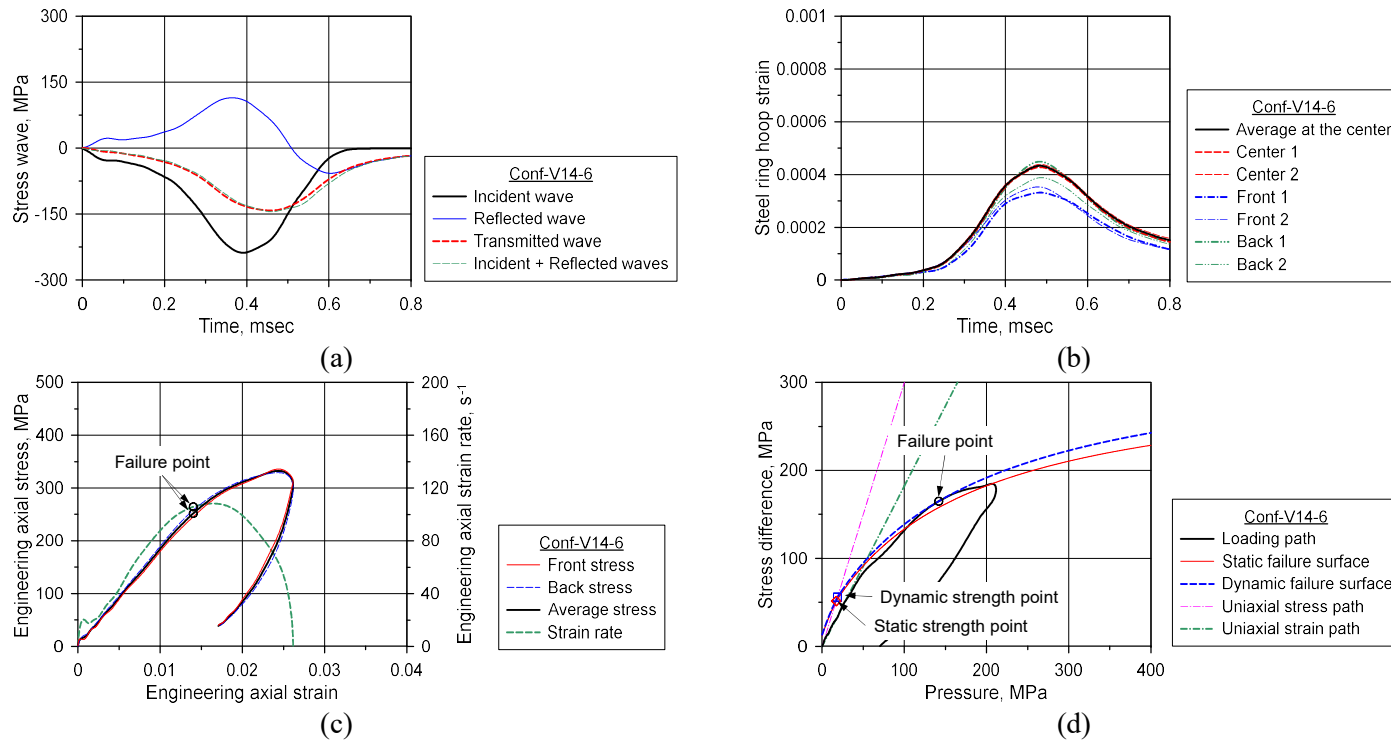 300
150
0
-150
-300
Stress wave, MPa
0
0.2
0.4
0.6
0.8
Time, msec
Conf-V14-6
Incident wave
Reflected wave
Transmitted wave
Incident + Reflected waves
(a)
0.001
0.0008
0.0006
0.0004
0.0002
0
Steel ring hoop strain
0
0.2
0.4
0.6
0.8
Time, msec
Conf-V14-6
Average at the center
Center 1
Center 2
Front 1
Front 2
Back 1
Back 2
(b)
500
400
300
200
100
0
Engineering axial stress, MPa
Failure point
200
160
120
80
40
0
Engineering axial strain rate, s⁻¹
0
0.01
0.02
0.03
0.04
Engineering axial strain
Conf-V14-6
Front stress
Back stress
Average stress
Strain rate
(c)
300
200
100
0
Stress difference, MPa
Failure point
Dynamic strength point
Static strength point
0
100
200
300
400
Pressure, MPa
Conf-V14-6
Loading path
Static failure surface
Dynamic failure surface
Uniaxial stress path
Uniaxial strain path
(d)